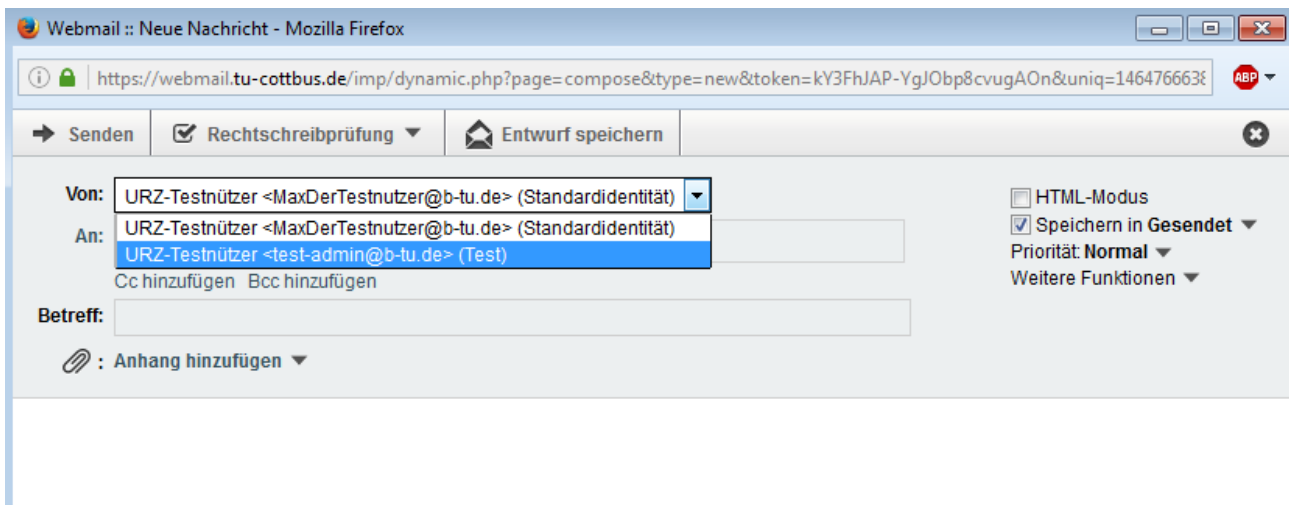 Webmail :: Neue Nachricht - Mozilla Firefox
https://webmail.tu-cottbus.de/imp/dynamic.php?page=compose&type=new&token=kY3FhJAP-YgJObp8cvugAOn&uniq=1464766638
ABP
Senden Rechtschreibprüfung Entwurf speichern
Von: URZ-Testnützer <MaxDerTestnutzer@b-tu.de> (Standardidentität)
HTML-Modus
URZ-Testnützer <MaxDerTestnutzer@b-tu.de> (Standardidentität)
Speichern in Gesendet
An:
URZ-Testnützer <test-admin@b-tu.de> (Test)
Priorität: Normal
Cc hinzufügen Bcc hinzufügen
Weitere Funktionen
Betreff:
: Anhang hinzufügen